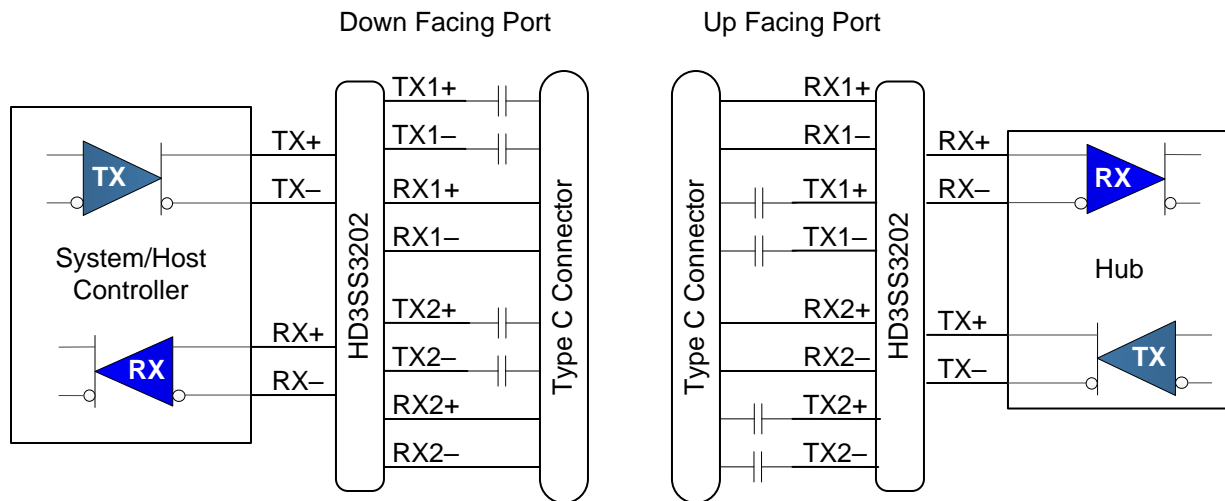 Down Facing Port
Up Facing Port
TX+
TX–
TX
System/Host
Controller
RX+
RX–
RX
HD3SS3202
TX1+
TX1–
RX1+
RX1–
TX2+
TX2–
RX2+
RX2–
Type C Connector
Type C Connector
RX1+
RX1–
TX1+
TX1–
RX2+
RX2–
TX2+
TX2–
HD3SS3202
RX+
RX–
RX
Hub
TX+
TX–
TX